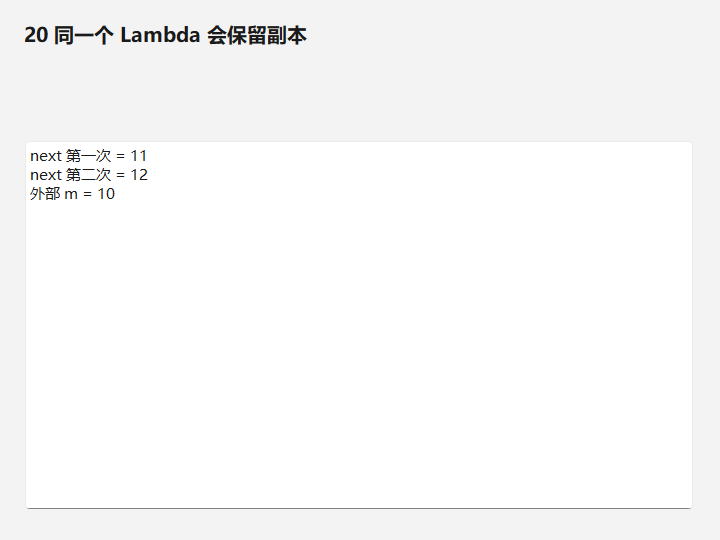 20 同一个 Lambda 会保留副本
next 第一次 = 11
next 第二次 = 12
外部 m = 10